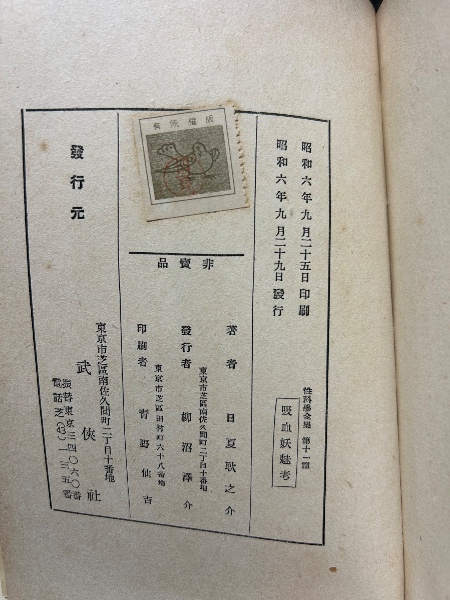 昭和六年九月二十五日印刷
昭和六年九月二十九日發行
性科學全集 第十一篇
吸血妖魅考
版權所有
非賣品
著者 日夏耿之介
東京市芝區南佐久間町二丁目十番地
發行者 柳沼澤介
東京市芝區田村町六十八番地
印刷者 青野仙吉
發行元
東京市芝區南佐久間町二丁目十番地
武俠社
振替東京三四〇六〇番
電話芝(43)一一三五番